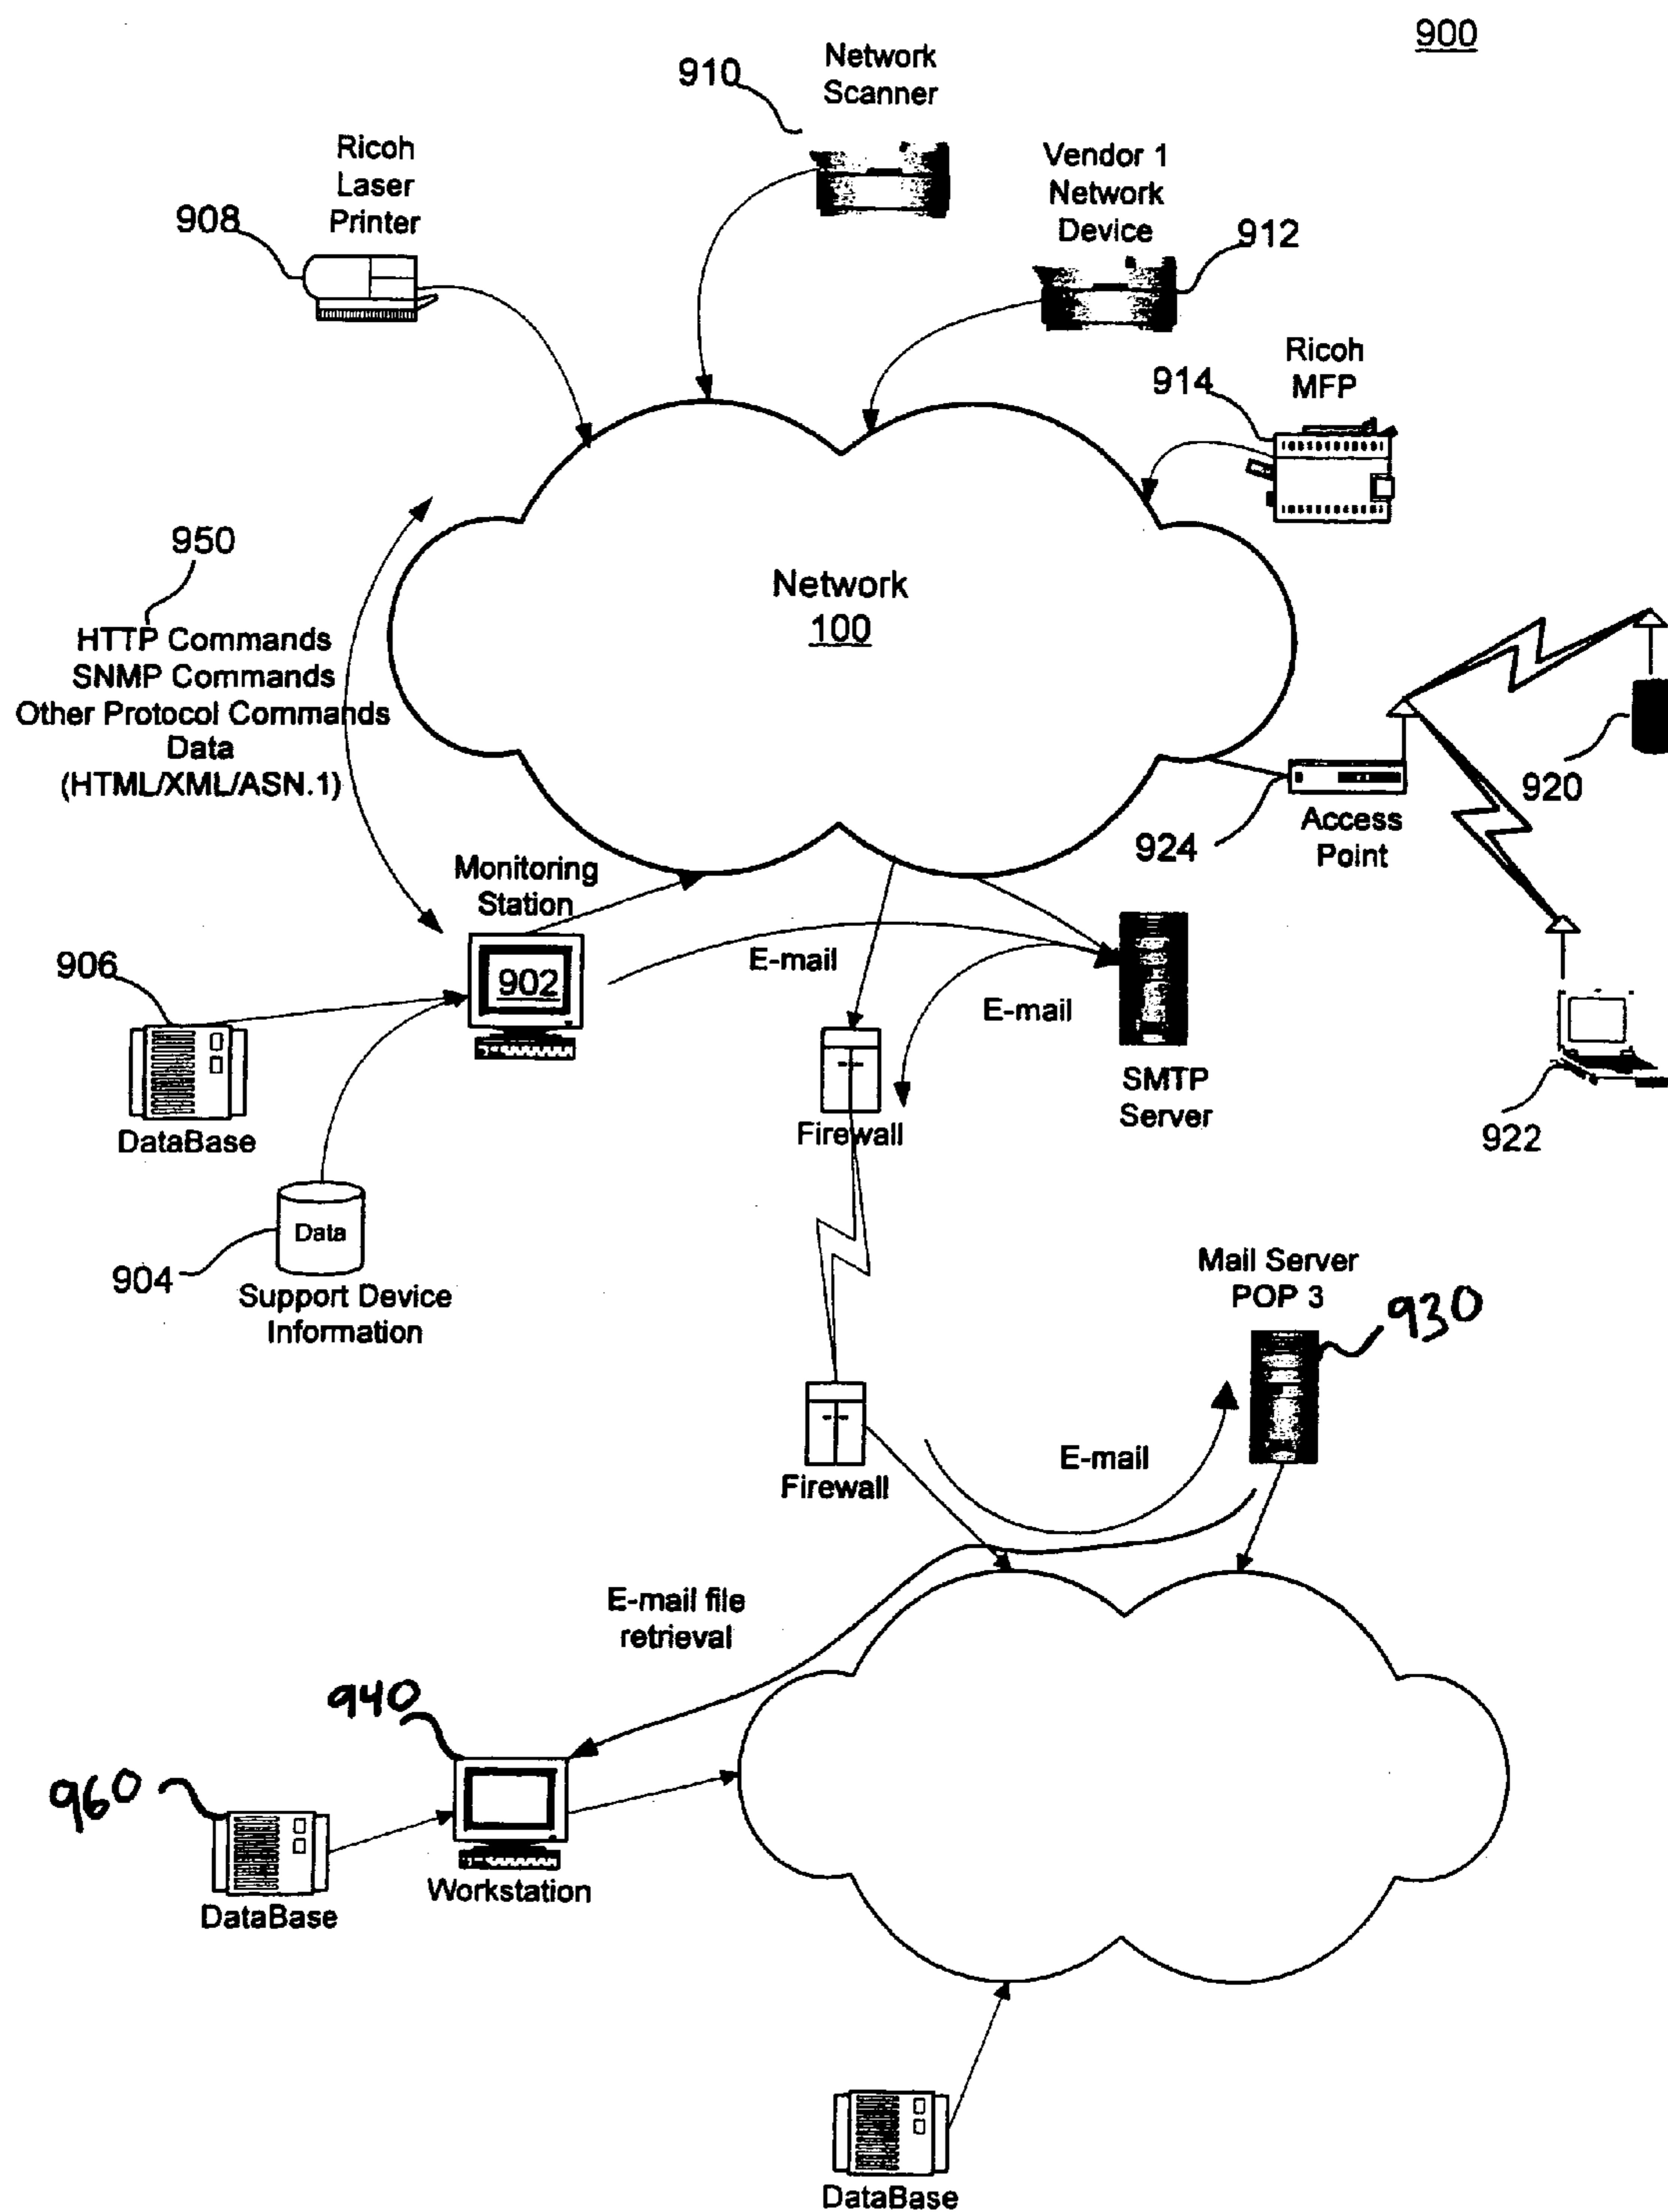 900
910
Network
Scanner
Ricoh
Laser
Printer
908
Vendor 1
Network
Device
912
Ricoh
MFP
914
950
HTTP Commands
SNMP Commands
Other Protocol Commands
Data
(HTML/XML/ASN.1)
Network
100
920
924
Access
Point
Monitoring
Station
906
902
E-mail
E-mail
DataBase
Firewall
SMTP
Server
922
Data
904
Support Device
Information
Mail Server
POP 3
930
Firewall
E-mail
E-mail file
retrieval
940
960
Workstation
DataBase
DataBase